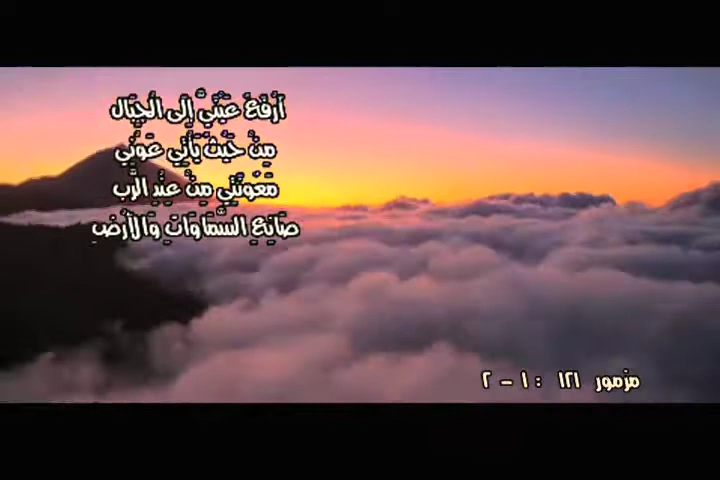 أَرْفَعُ عَيْنَيَّ إِلَى الْجِبَالِ
مِنْ حَيْثُ يَأْتِي عَوْنِي
مَعُونَتِي مِنْ عِنْدِ الرَّبِّ
صَانِعِ السَّمَاوَاتِ وَالأَرْضِ
مزمور ١٢١ : ١ - ٢